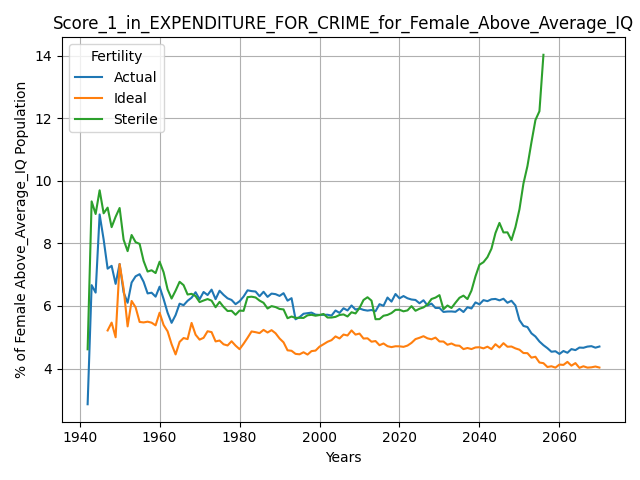 Score_1_in_EXPENDITURE_FOR_CRIME_for_Female_Above_Average_IQ
Fertility
Actual
Ideal
Sterile
% of Female Above_Average_IQ Population
14
12
10
8
6
4
1940 1960 1980 2000 2020 2040 2060
Years